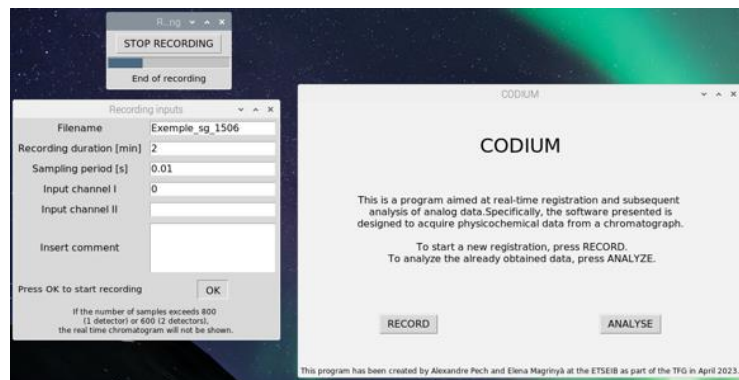 R...ng
STOP RECORDING
End of recording
Recording inputs
Filename
Exemple_sg_1506
Recording duration [min]
2
Sampling period [s]
0.01
Input channel I
0
Input channel II
Insert comment
Press OK to start recording
OK
If the number of samples exceeds 800
(1 detector) or 600 (2 detectors),
the real time chromatogram will not be shown.
CODIUM
CODIUM
This is a program aimed at real-time registration and subsequent
analysis of analog data.Specifically, the software presented is
designed to acquire physicochemical data from a chromatograph.
To start a new registration, press RECORD.
To analyze the already obtained data, press ANALYZE.
RECORD
ANALYSE
This program has been created by Alexandre Pech and Elena Magrinyà at the ETSEIB as part of the TFG in April 2023.